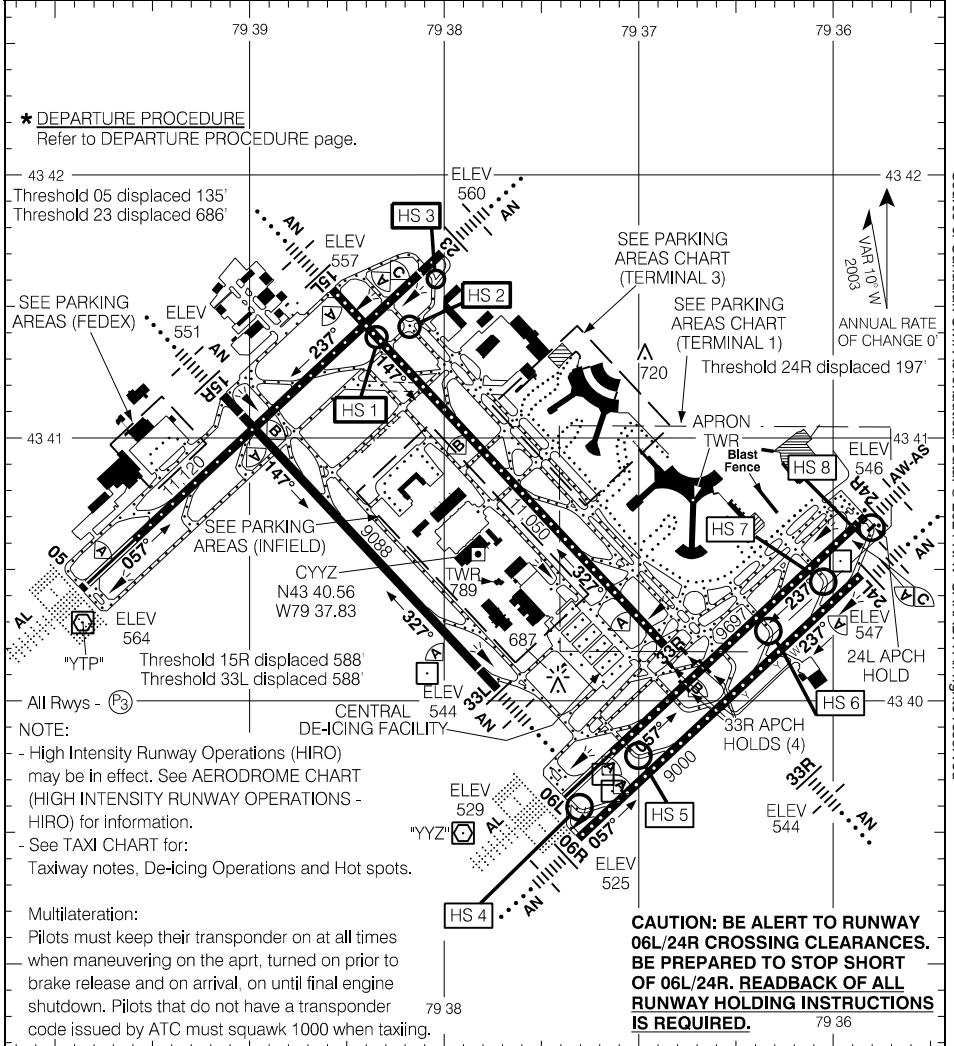 79 39
79 38
79 37
79 36
* DEPARTURE PROCEDURE
Refer to DEPARTURE PROCEDURE page.
43 42
43 42
Threshold 05 displaced 135'
Threshold 23 displaced 686'
ELEV
560
AN
AN
HS 3
23
ELEV
557
15L
C
A
A
HS 2
SEE PARKING
AREAS CHART
(TERMINAL 3)
SEE PARKING
AREAS CHART
(TERMINAL 1)
VAR 10° W
2003
ANNUAL RATE
OF CHANGE 0'
Threshold 24R displaced 197'
720
SEE PARKING
AREAS (FEDEX)
ELEV
551
AN
15R
237°
147°
HS 1
43 41
43 41
APRON
TWR
Blast
Fence
HS 8
ELEV
546
24R
AW-AS
AN
HS 7
B
A
B
147°
11120
SEE PARKING
AREAS (INFIELD)
9088
050
327°
CYYZ
N43 40.56
W79 37.83
TWR
789
05
A
057°
AL
"YTP"
ELEV
564
687
A
33R
969
237°
24L
A
C
ELEV
547
A
237°
24L APCH
HOLD
Threshold 15R displaced 588'
Threshold 33L displaced 588'
327°
A
ELEV
544
33L
AN
All Rwys - P3
43 40
CENTRAL
DE-ICING FACILITY
B
HS 6
33R APCH
HOLDS (4)
NOTE:
- High Intensity Runway Operations (HIRO)
may be in effect. See AERODROME CHART
(HIGH INTENSITY RUNWAY OPERATIONS -
HIRO) for information.
- See TAXI CHART for:
Taxiway notes, De-icing Operations and Hot spots.
057°
9000
33R
AN
ELEV
544
ELEV
529
"YYZ"
AL
06L
06R
057°
HS 5
ELEV
525
AN
HS 4
Multilateration:
Pilots must keep their transponder on at all times
when maneuvering on the aprt, turned on prior to
brake release and on arrival, on until final engine
shutdown. Pilots that do not have a transponder
code issued by ATC must squawk 1000 when taxiing.
CAUTION: BE ALERT TO RUNWAY
06L/24R CROSSING CLEARANCES.
BE PREPARED TO STOP SHORT
OF 06L/24R. READBACK OF ALL
RUNWAY HOLDING INSTRUCTIONS
IS REQUIRED.
79 38
79 36